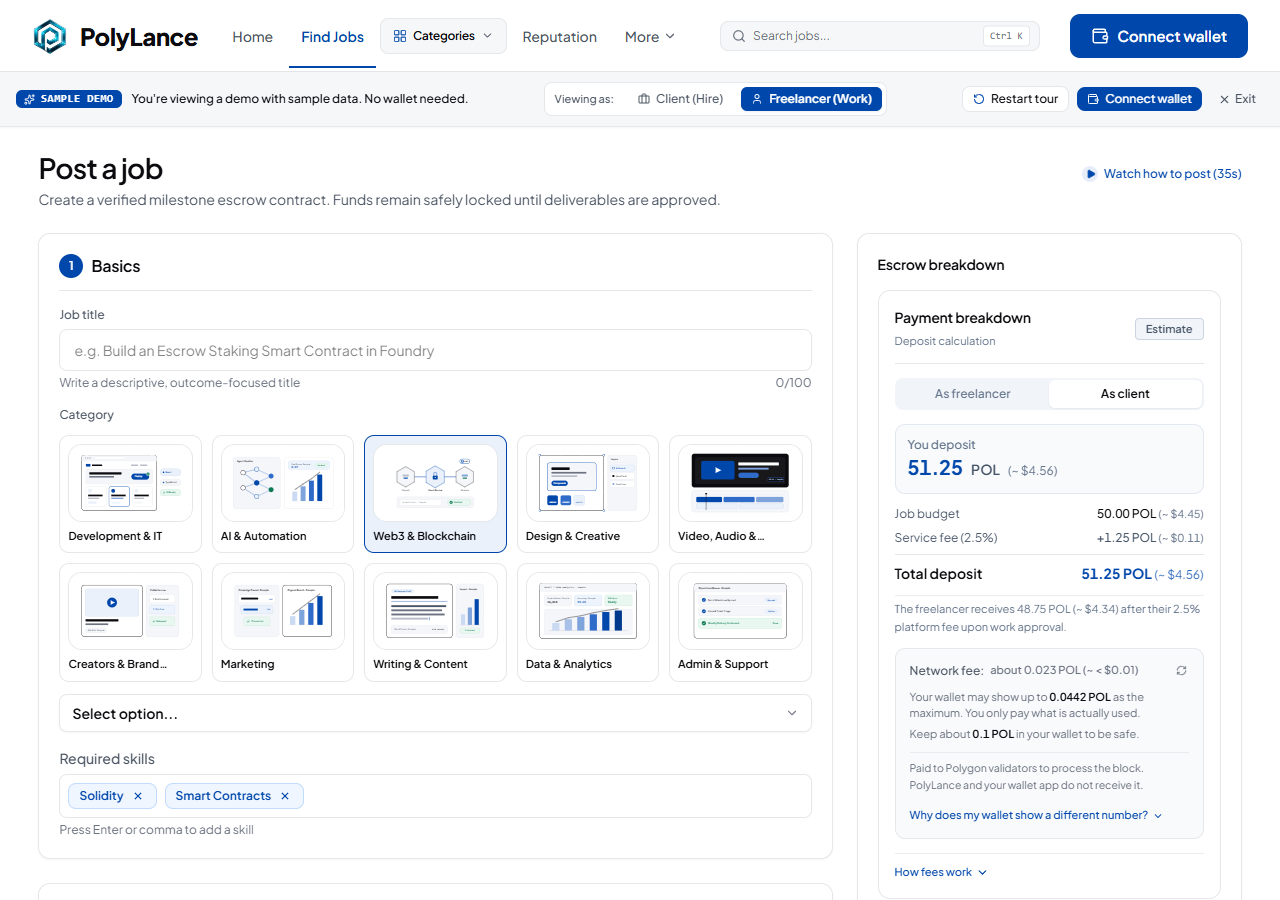 PolyLance
Home
Find Jobs
Categories
Reputation
More
Search jobs...
Ctrl K
Connect wallet
SAMPLE DEMO
You're viewing a demo with sample data. No wallet needed.
Viewing as:
Client (Hire)
Freelancer (Work)
Restart tour
Connect wallet
Exit
Post a job
Create a verified milestone escrow contract. Funds remain safely locked until deliverables are approved.
Watch how to post (35s)
1
Basics
Job title
e.g. Build an Escrow Staking Smart Contract in Foundry
Write a descriptive, outcome-focused title
0/100
Category
Development & IT
AI & Automation
Web3 & Blockchain
Design & Creative
Video, Audio &...
Creators & Brand...
Marketing
Writing & Content
Data & Analytics
Admin & Support
Select option...
Required skills
Solidity
Smart Contracts
Press Enter or comma to add a skill
Escrow breakdown
Payment breakdown
Deposit calculation
Estimate
As freelancer
As client
You deposit
51.25 POL (~ $4.56)
Job budget
50.00 POL (~ $4.45)
Service fee (2.5%)
+1.25 POL (~ $0.11)
Total deposit
51.25 POL (~ $4.56)
The freelancer receives 48.75 POL (~ $4.34) after their 2.5%
platform fee upon work approval.
Network fee: about 0.023 POL (~ < $0.01)
Your wallet may show up to 0.0442 POL as the
maximum. You only pay what is actually used.
Keep about 0.1 POL in your wallet to be safe.
Paid to Polygon validators to process the block.
PolyLance and your wallet app do not receive it.
Why does my wallet show a different number?
How fees work